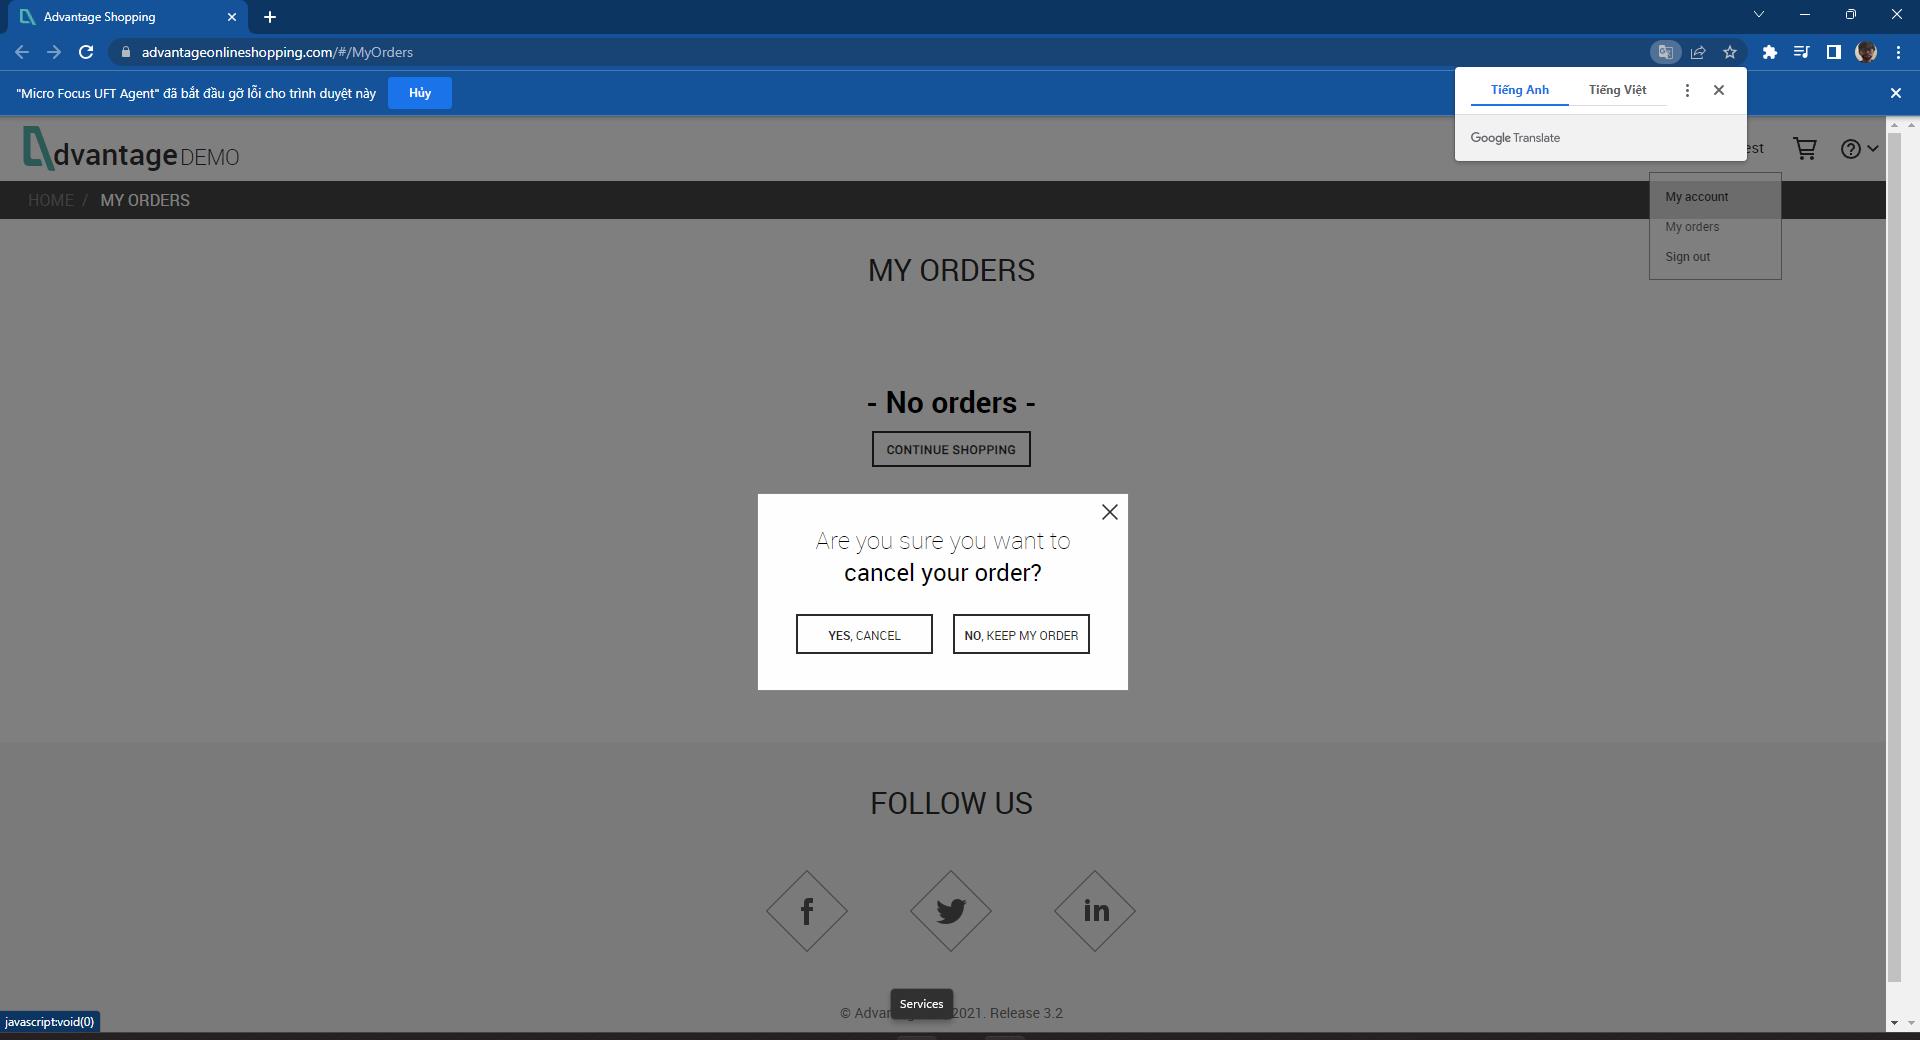 Advantage Shopping
advantageonlineshopping.com/#/MyOrders
"Micro Focus UFT Agent" đã bắt đầu gỡ lỗi cho trình duyệt này
Hủy
Tiếng Anh
Tiếng Việt
Google Translate
dvantage DEMO
est
HOME / MY ORDERS
My account
My orders
Sign out
MY ORDERS
- No orders -
CONTINUE SHOPPING
Are you sure you want to
cancel your order?
YES, CANCEL
NO, KEEP MY ORDER
FOLLOW US
f
in
Services
© Advan 2021. Release 3.2
javascript:void(0)